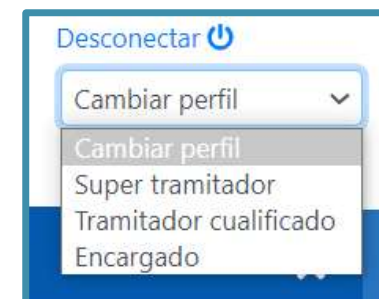 Desconectar
Cambiar perfil
Cambiar perfil
Super tramitador
Tramitador cualificado
Encargado